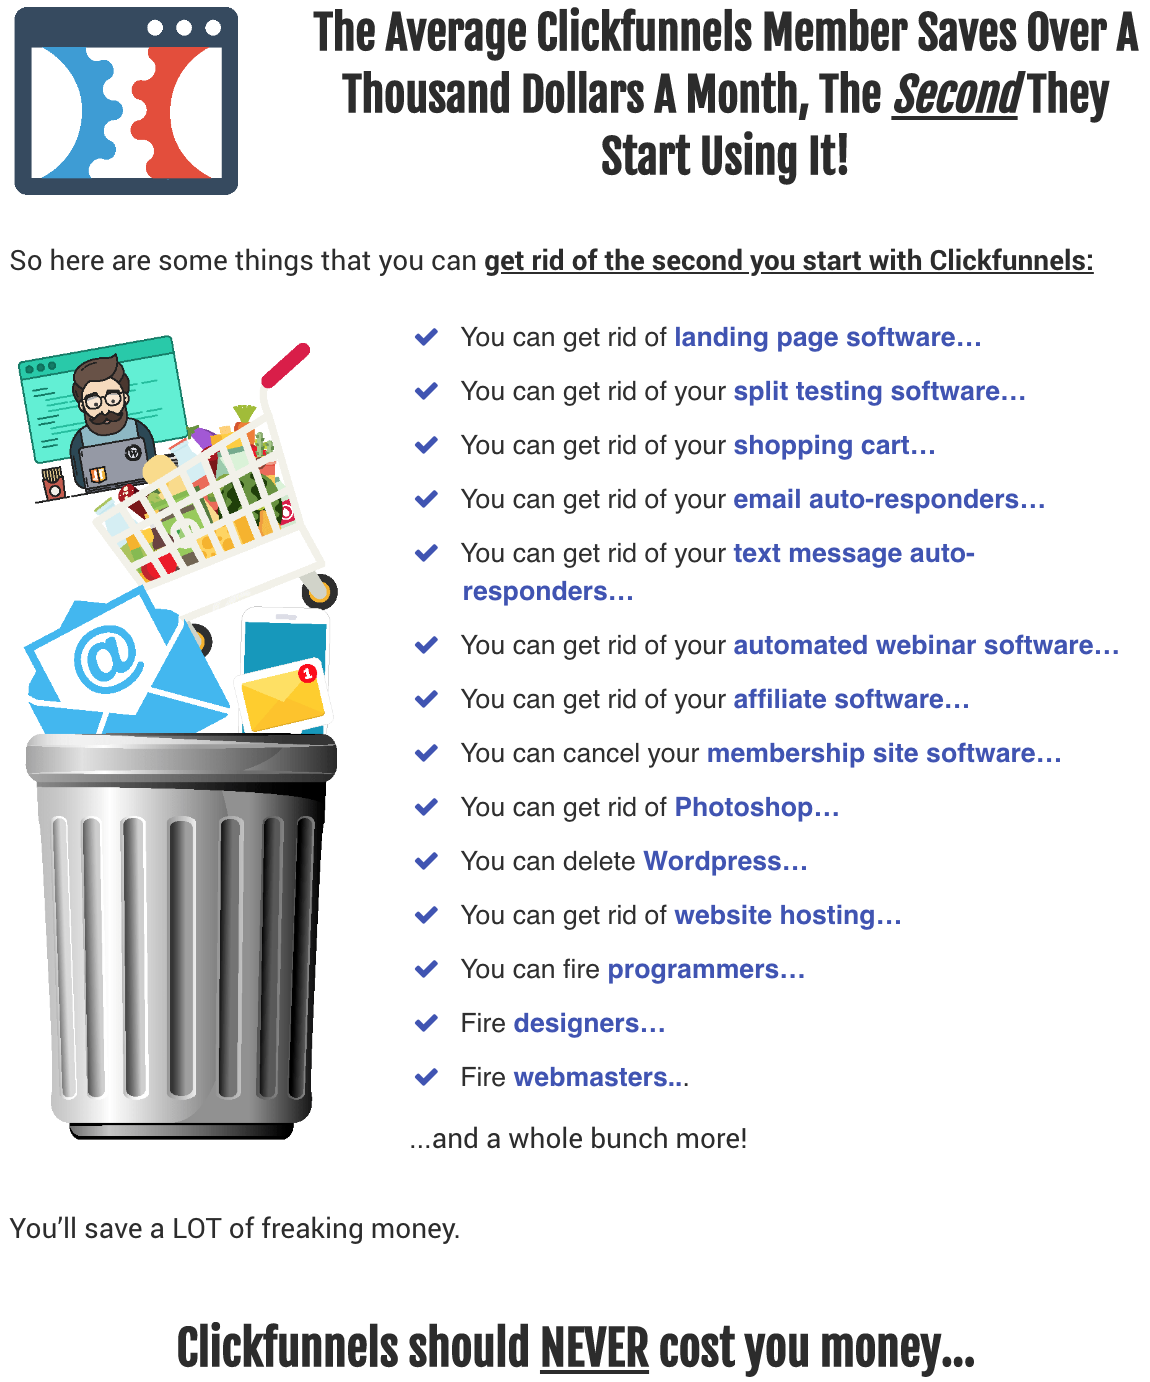 The Average Clickfunnels Member Saves Over A
Thousand Dollars A Month, The Second They
Start Using It!
So here are some things that you can get rid of the second you start with Clickfunnels:
You can get rid of landing page software...
You can get rid of your split testing software...
You can get rid of your shopping cart...
You can get rid of your email auto-responders...
You can get rid of your text message auto-
responders...
You can get rid of your automated webinar software...
You can get rid of your affiliate software...
You can cancel your membership site software...
You can get rid of Photoshop...
You can delete Wordpress...
You can get rid of website hosting...
You can fire programmers...
Fire designers...
Fire webmasters...
...and a whole bunch more!
@
1
You’ll save a LOT of freaking money.
Clickfunnels should NEVER cost you money...